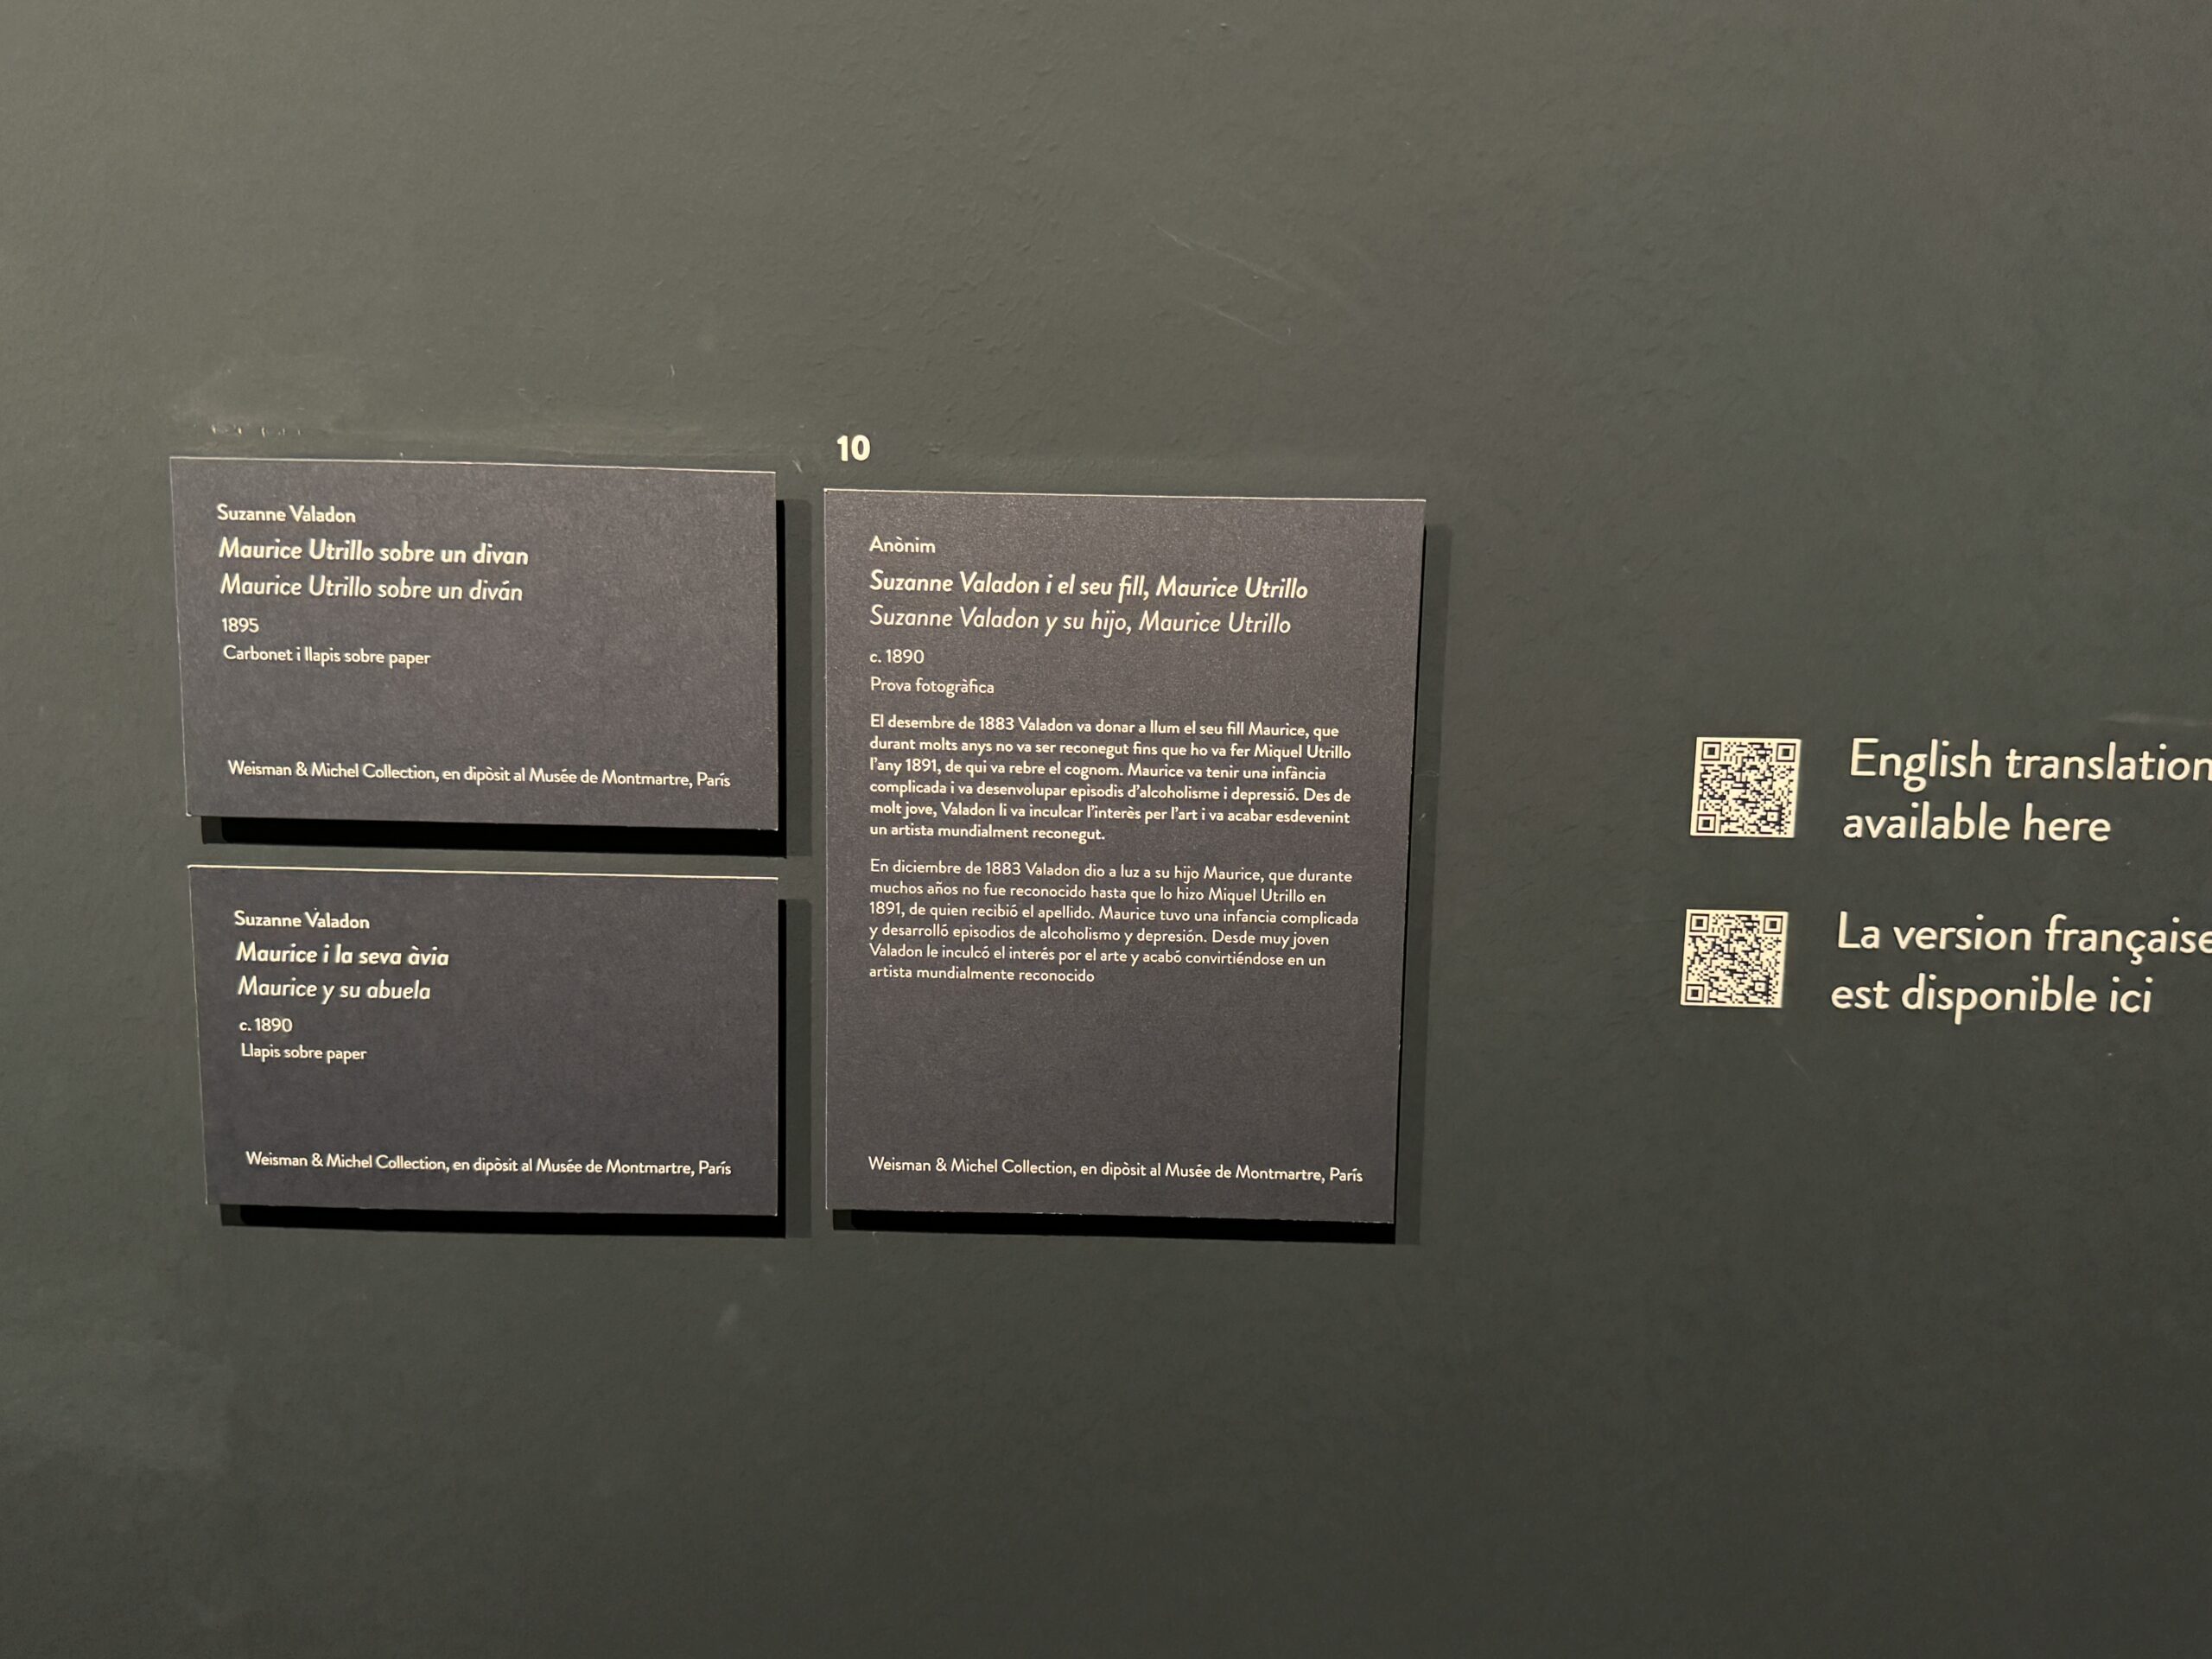 Suzanne Valadon
Maurice Utrillo sobre un divan
Maurice Utrillo sobre un diván
1895
Carbonet i llapis sobre paper
Weisman & Michel Collection, en dipòsit al Musée de Montmartre, París
Suzanne Valadon
Maurice i la seva àvia
Maurice y su abuela
c. 1890
Llapis sobre paper
Weisman & Michel Collection, en dipòsit al Musée de Montmartre, París
10
Anònim
Suzanne Valadon i el seu fill, Maurice Utrillo
Suzanne Valadon y su hijo, Maurice Utrillo
c. 1890
Prova fotogràfica
El desembre de 1883 Valadon va donar a llum el seu fill Maurice, que
durant molts anys no va ser reconegut fins que ho va fer Miquel Utrillo
l'any 1891, de qui va rebre el cognom. Maurice va tenir una infància
complicada i va desenvolupar episodis d'alcoholisme i depressió. Des de
molt jove, Valadon li va inculcar l'interès per l'art i va acabar esdevenint
un artista mundialment reconegut.
En diciembre de 1883 Valadon dio a luz a su hijo Maurice, que durante
muchos años no fue reconocido hasta que lo hizo Miquel Utrillo en
1891, de quien recibió el apellido. Maurice tuvo una infancia complicada
y desarrolló episodios de alcoholismo y depresión. Desde muy joven
Valadon le inculcó el interés por el arte y acabó convirtiéndose en un
artista mundialmente reconocido
Weisman & Michel Collection, en dipòsit al Musée de Montmartre, París
English translation
available here
La version française
est disponible ici